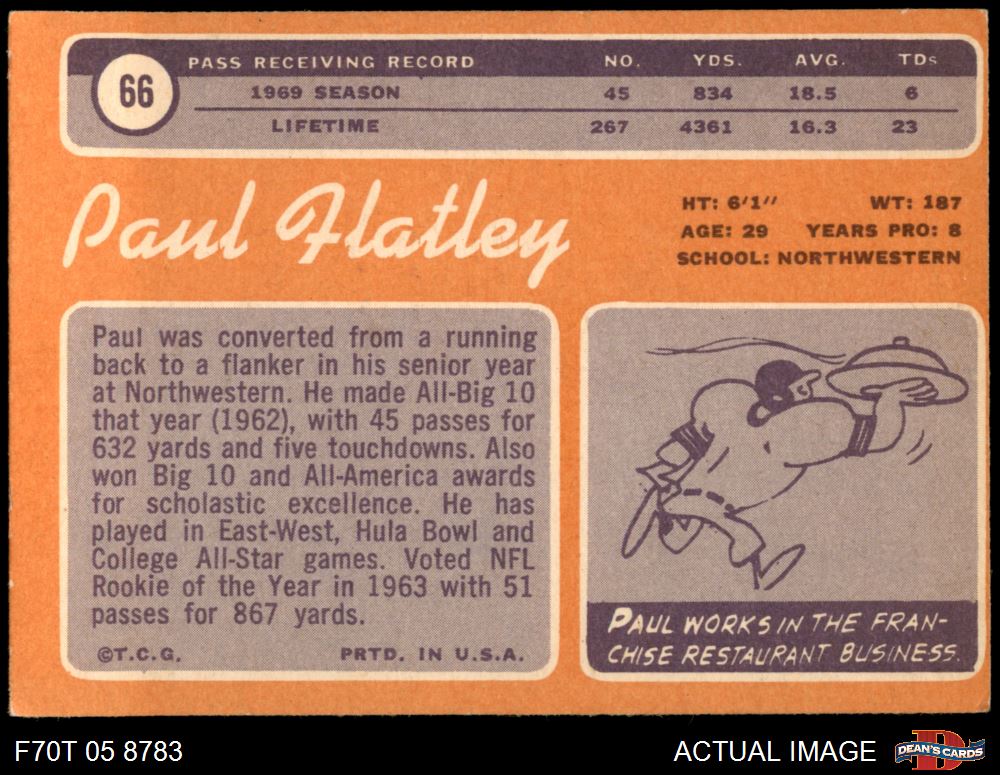 66
PASS RECEIVING RECORD NO. YDS. AVG. TDs
1969 SEASON 45 834 18.5 6
LIFETIME 267 4361 16.3 23
Paul Flatley
HT: 6'1" WT: 187
AGE: 29 YEARS PRO: 8
SCHOOL: NORTHWESTERN
Paul was converted from a running
back to a flanker in his senior year
at Northwestern. He made All-Big 10
that year (1962), with 45 passes for
632 yards and five touchdowns. Also
won Big 10 and All-America awards
for scholastic excellence. He has
played in East-West, Hula Bowl and
College All-Star games. Voted NFL
Rookie of the Year in 1963 with 51
passes for 867 yards.
©T.C.G. PRTD. IN U.S.A.
PAUL WORKS IN THE FRAN-
CHISE RESTAURANT BUSINESS.
F70T 05 8783
ACTUAL IMAGE
DEAN'S CARDS